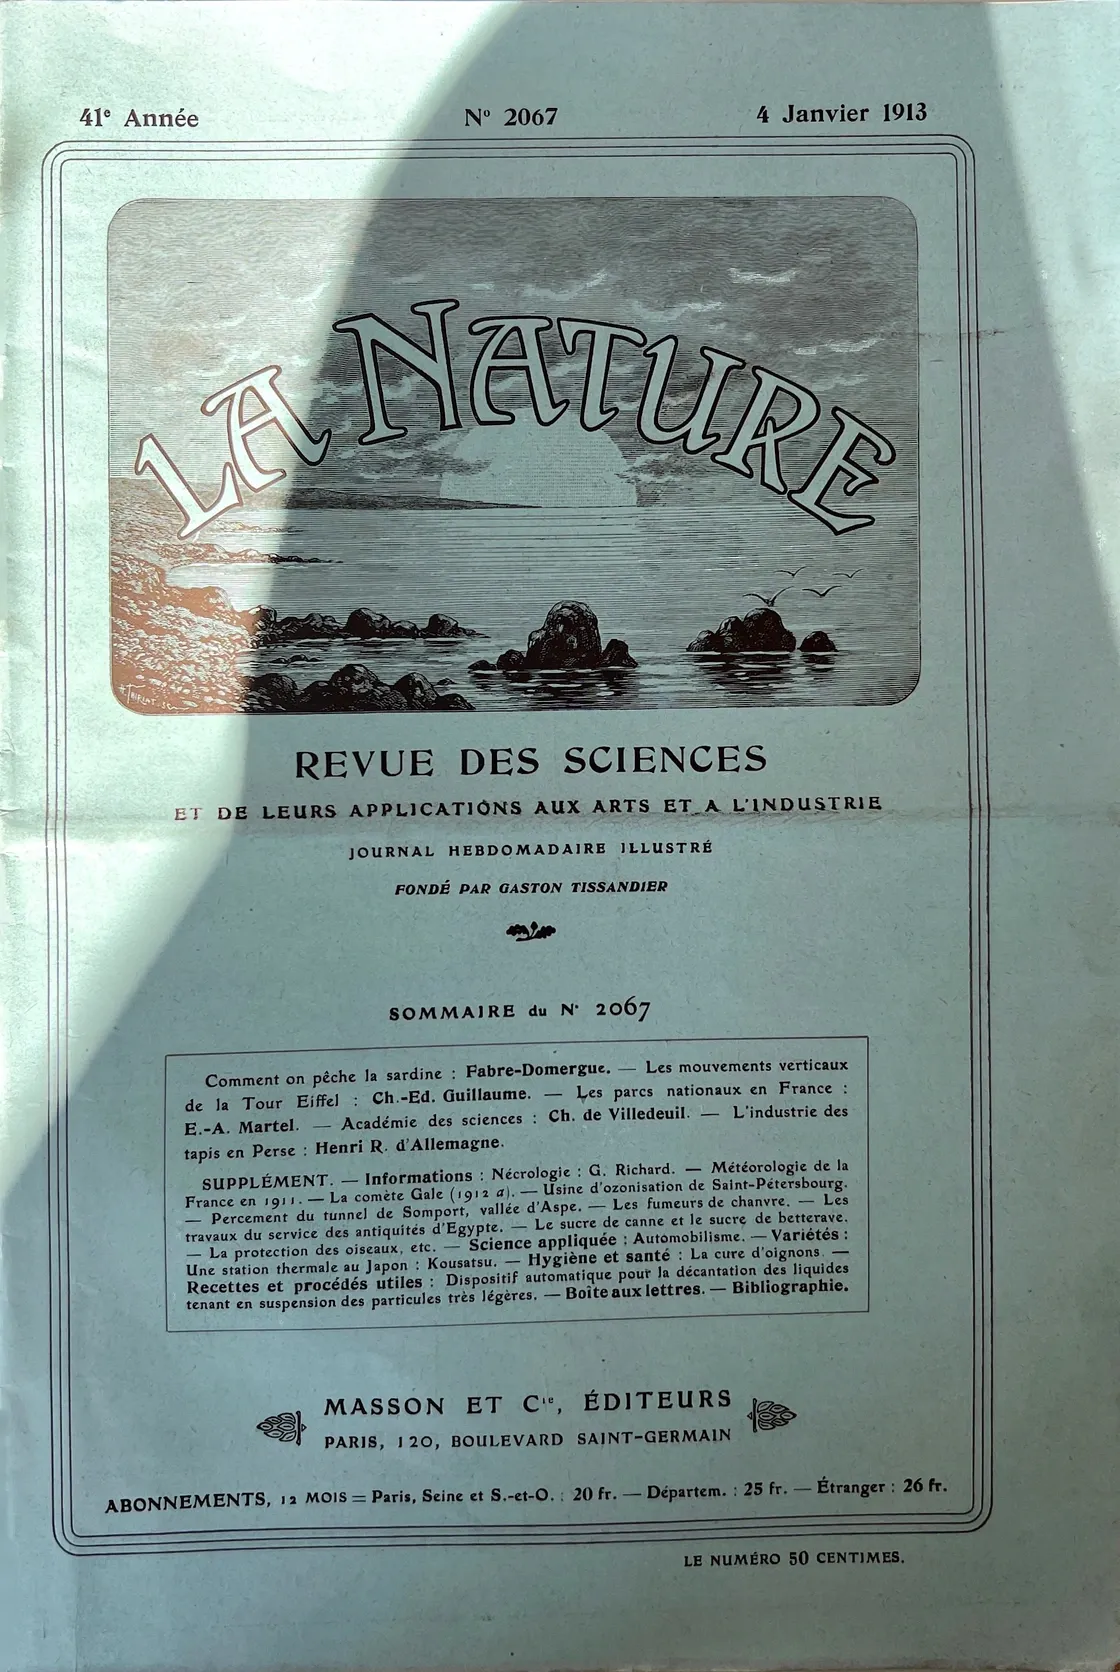 41e Année
No 2067
4 Janvier 1913
LA NATURE
REVUE DES SCIENCES
ET DE LEURS APPLICATIONS AUX ARTS ET A L'INDUSTRIE
JOURNAL HEBDOMADAIRE ILLUSTRÉ
FONDÉ PAR GASTON TISSANDIER
SOMMAIRE du No 2067
Comment on pêche la sardine : Fabre-Domergue. — Les mouvements verticaux
de la Tour Eiffel : Ch.-Ed. Guillaume. — Les parcs nationaux en France :
E.-A. Martel. — Académie des sciences : Ch. de Villedeuil. — L'industrie des
tapis en Perse : Henri R. d'Allemagne.
SUPPLÉMENT. — Informations : Nécrologie : G. Richard. — Météorologie de la
France en 1911. — La comète Gale (1912 a). — Usine d'ozonisation de Saint-Pétersbourg.
— Percement du tunnel de Somport, vallée d'Aspe. — Les fumeurs de chanvre. — Les
travaux du service des antiquités d'Egypte. — Le sucre de canne et le sucre de betterave.
— La protection des oiseaux, etc. — Science appliquée : Automobilisme. — Variétés :
Une station thermale au Japon : Kousatsu. — Hygiène et santé : La cure d'oignons. —
Recettes et procédés utiles : Dispositif automatique pour la décantation des liquides
tenant en suspension des particules très légères. — Boîte aux lettres. — Bibliographie.
MASSON ET Cie, ÉDITEURS
PARIS, 120, BOULEVARD SAINT-GERMAIN
ABONNEMENTS, 12 MOIS = Paris, Seine et S.-et-O. : 20 fr. — Départem. : 25 fr. — Étranger : 26 fr.
LE NUMÉRO 50 CENTIMES.